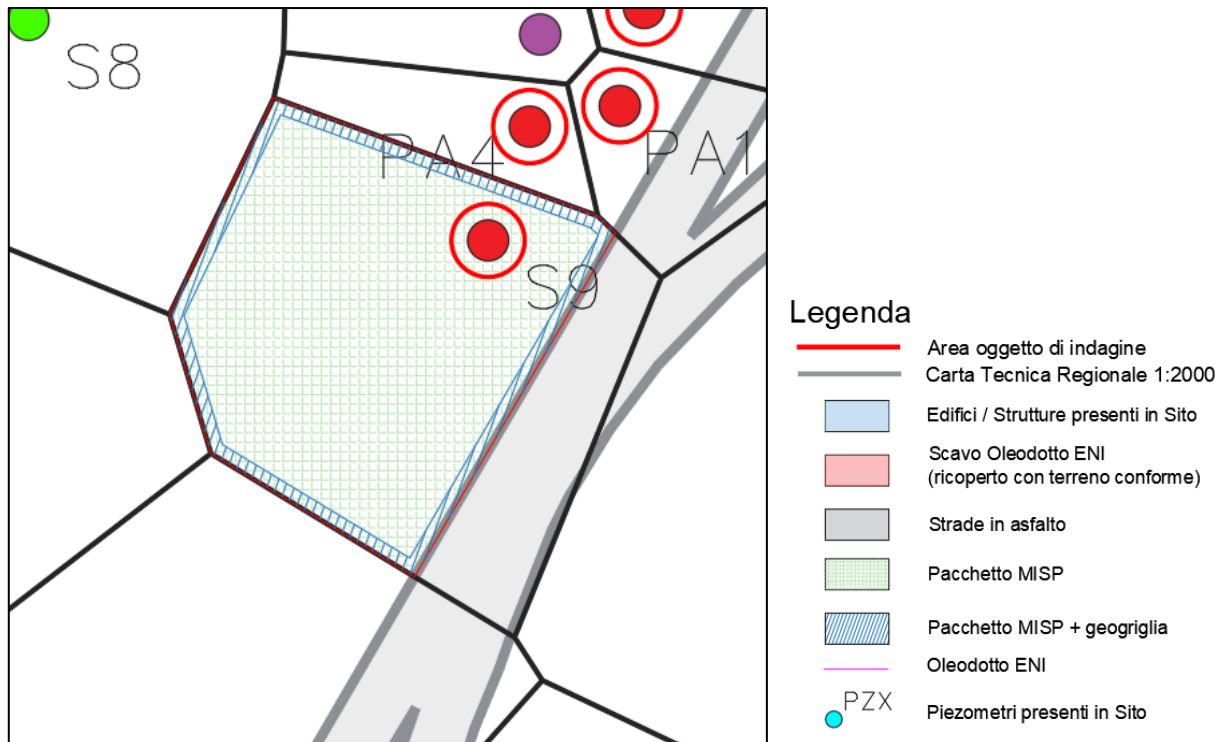 S8
PA4
PA1
S9
Legenda
Area oggetto di indagine
Carta Tecnica Regionale 1:2000
Edifici / Strutture presenti in Sito
Scavo Oleodotto ENI
(ricoperto con terreno conforme)
Strade in asfalto
Pacchetto MISP
Pacchetto MISP + geogriglia
Oleodotto ENI
PZX
Piezometri presenti in Sito